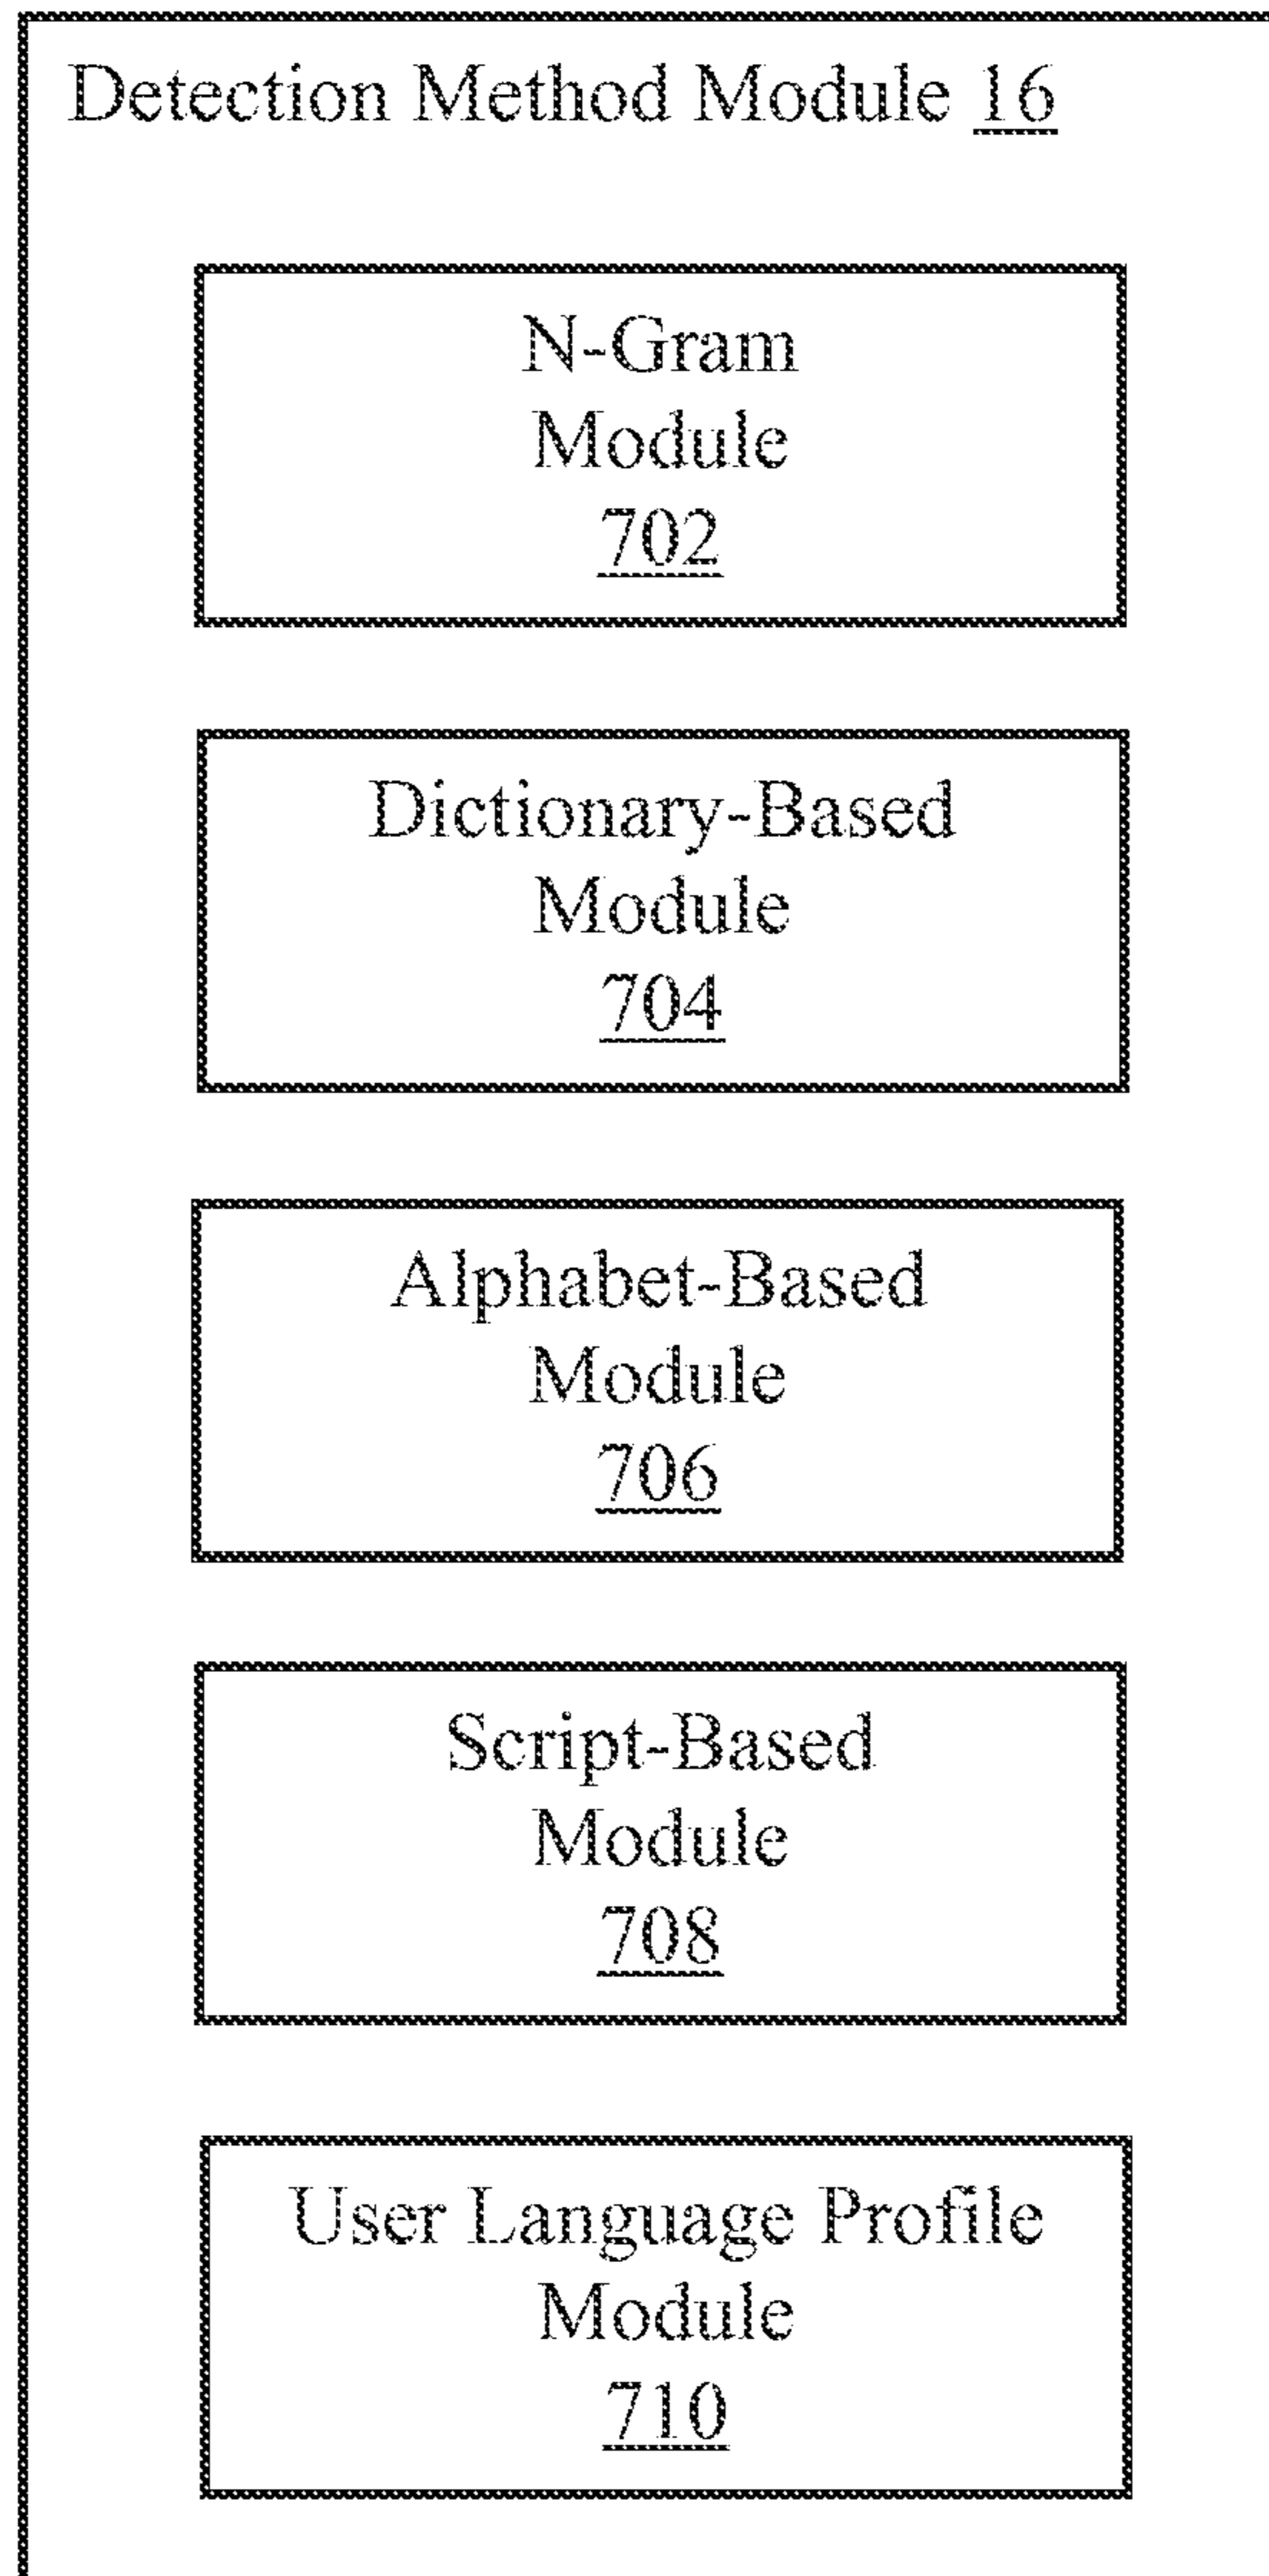 Detection Method Module 16
N-Gram
Module
702
Dictionary-Based
Module
704
Alphabet-Based
Module
706
Script-Based
Module
708
User Language Profile
Module
710